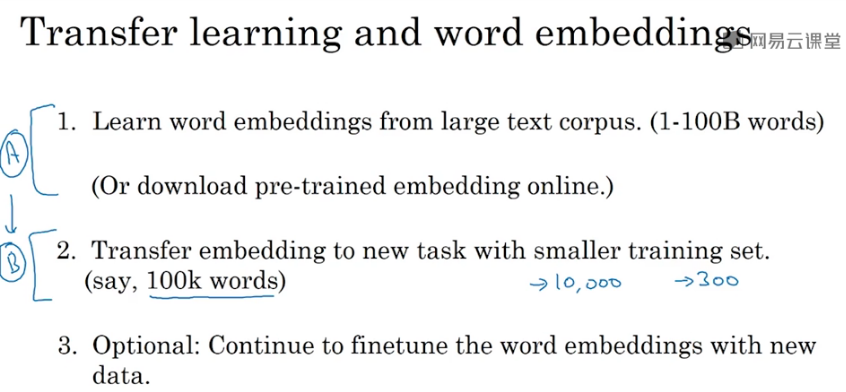 Transfer learning and word embeddings
网易云课堂
A
1. Learn word embeddings from large text corpus. (1-100B words)
(Or download pre-trained embedding online.)
B
2. Transfer embedding to new task with smaller training set.
(say, 100k words) →10,000 →300
3. Optional: Continue to finetune the word embeddings with new
data.